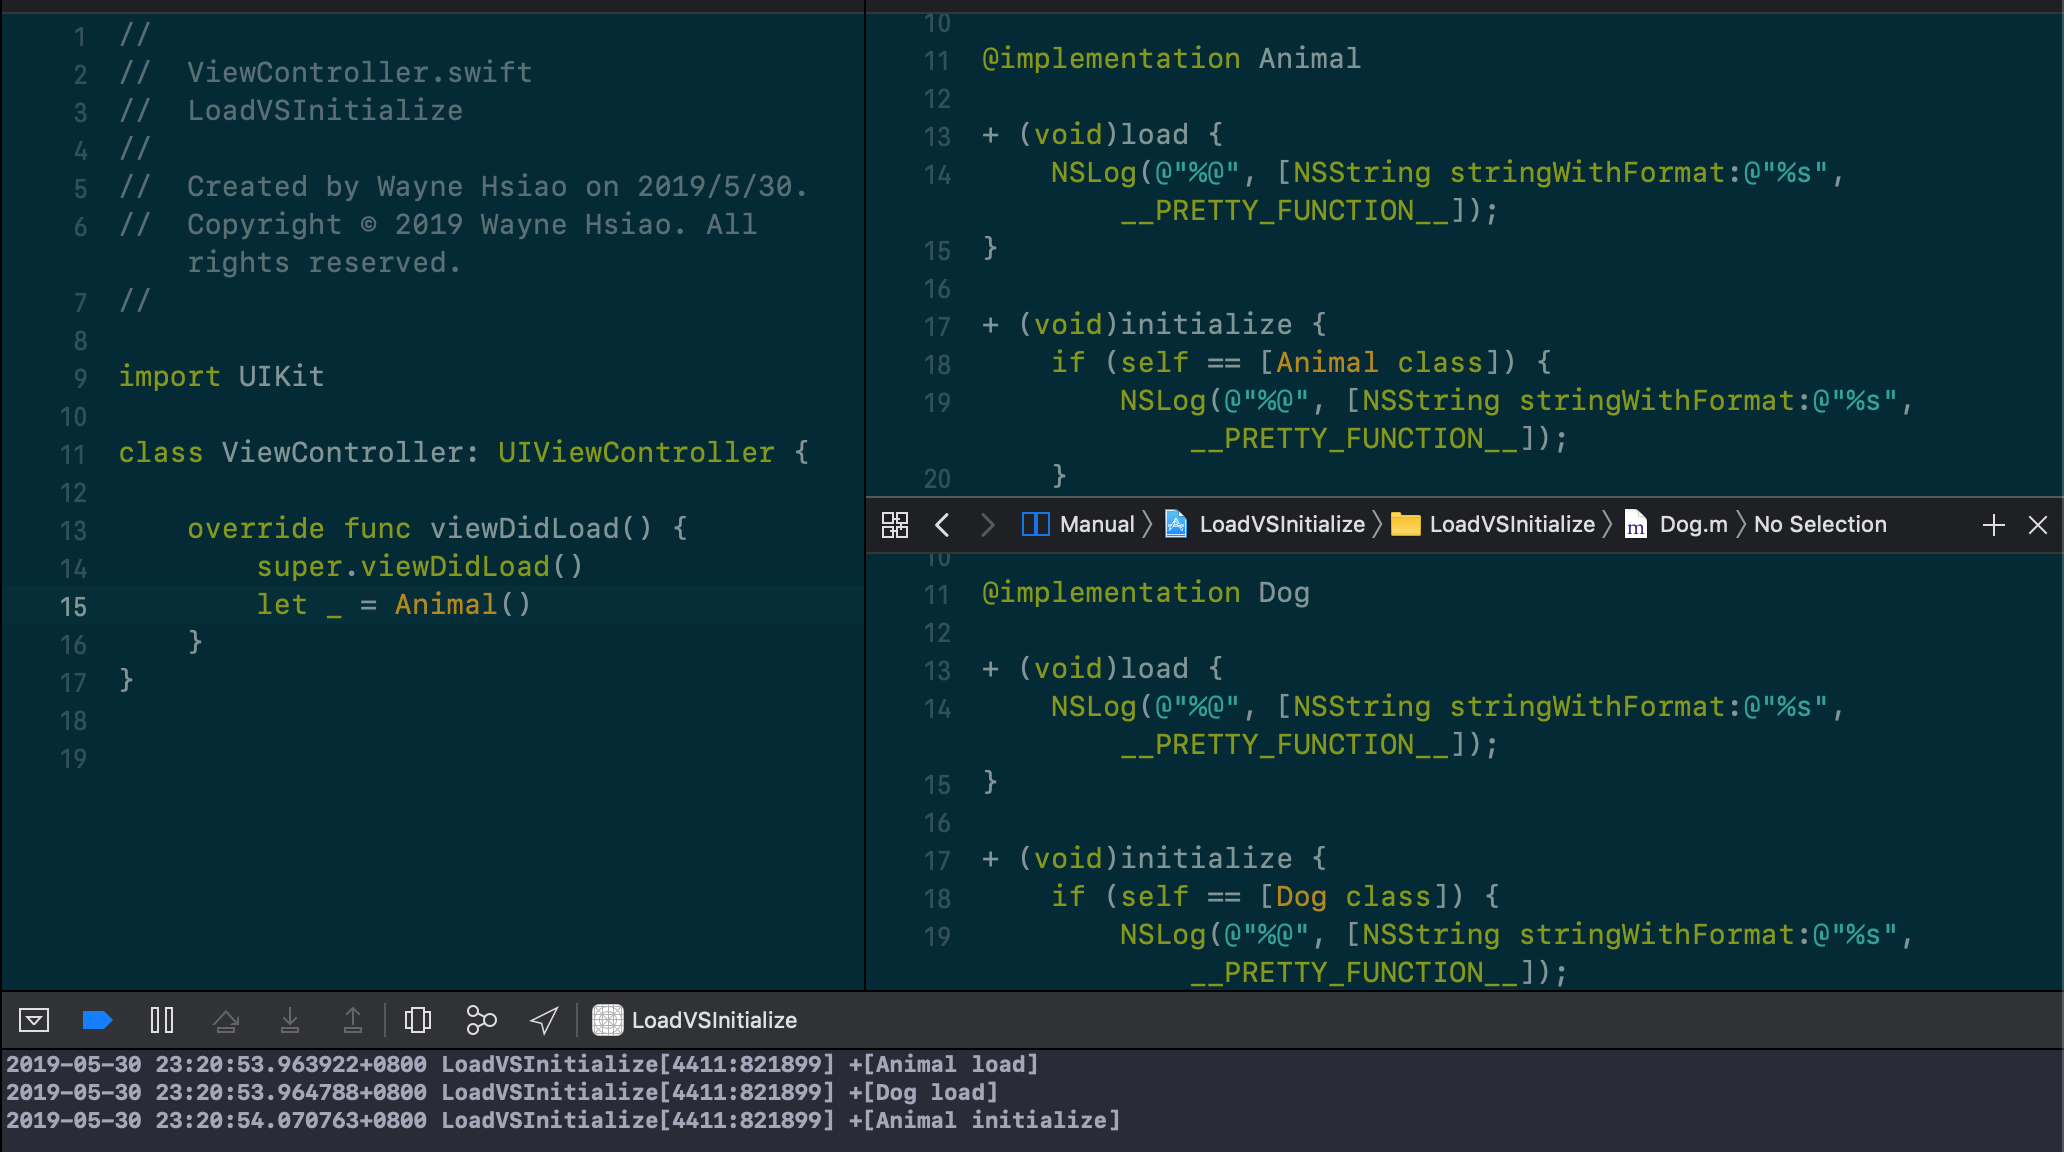 1 //
2 //  ViewController.swift
3 //  LoadVSInitialize
4 //
5 //  Created by Wayne Hsiao on 2019/5/30.
6 //  Copyright © 2019 Wayne Hsiao. All
rights reserved.
7 //
8
9 import UIKit
10
11 class ViewController: UIViewController {
12
13     override func viewDidLoad() {
14         super.viewDidLoad()
15         let _ = Animal()
16     }
17 }
18
19
10
11 @implementation Animal
12
13 + (void)load {
14     NSLog(@"%@", [NSString stringWithFormat:@"%s",
__PRETTY_FUNCTION__]);
15 }
16
17 + (void)initialize {
18     if (self == [Animal class]) {
19         NSLog(@"%@", [NSString stringWithFormat:@"%s",
__PRETTY_FUNCTION__]);
20     }
Manual LoadVSInitialize LoadVSInitialize m Dog.m No Selection
10
11 @implementation Dog
12
13 + (void)load {
14     NSLog(@"%@", [NSString stringWithFormat:@"%s",
__PRETTY_FUNCTION__]);
15 }
16
17 + (void)initialize {
18     if (self == [Dog class]) {
19         NSLog(@"%@", [NSString stringWithFormat:@"%s",
__PRETTY_FUNCTION__]);
LoadVSInitialize
2019-05-30 23:20:53.963922+0800 LoadVSInitialize[4411:821899] +[Animal load]
2019-05-30 23:20:53.964788+0800 LoadVSInitialize[4411:821899] +[Dog load]
2019-05-30 23:20:54.070763+0800 LoadVSInitialize[4411:821899] +[Animal initialize]